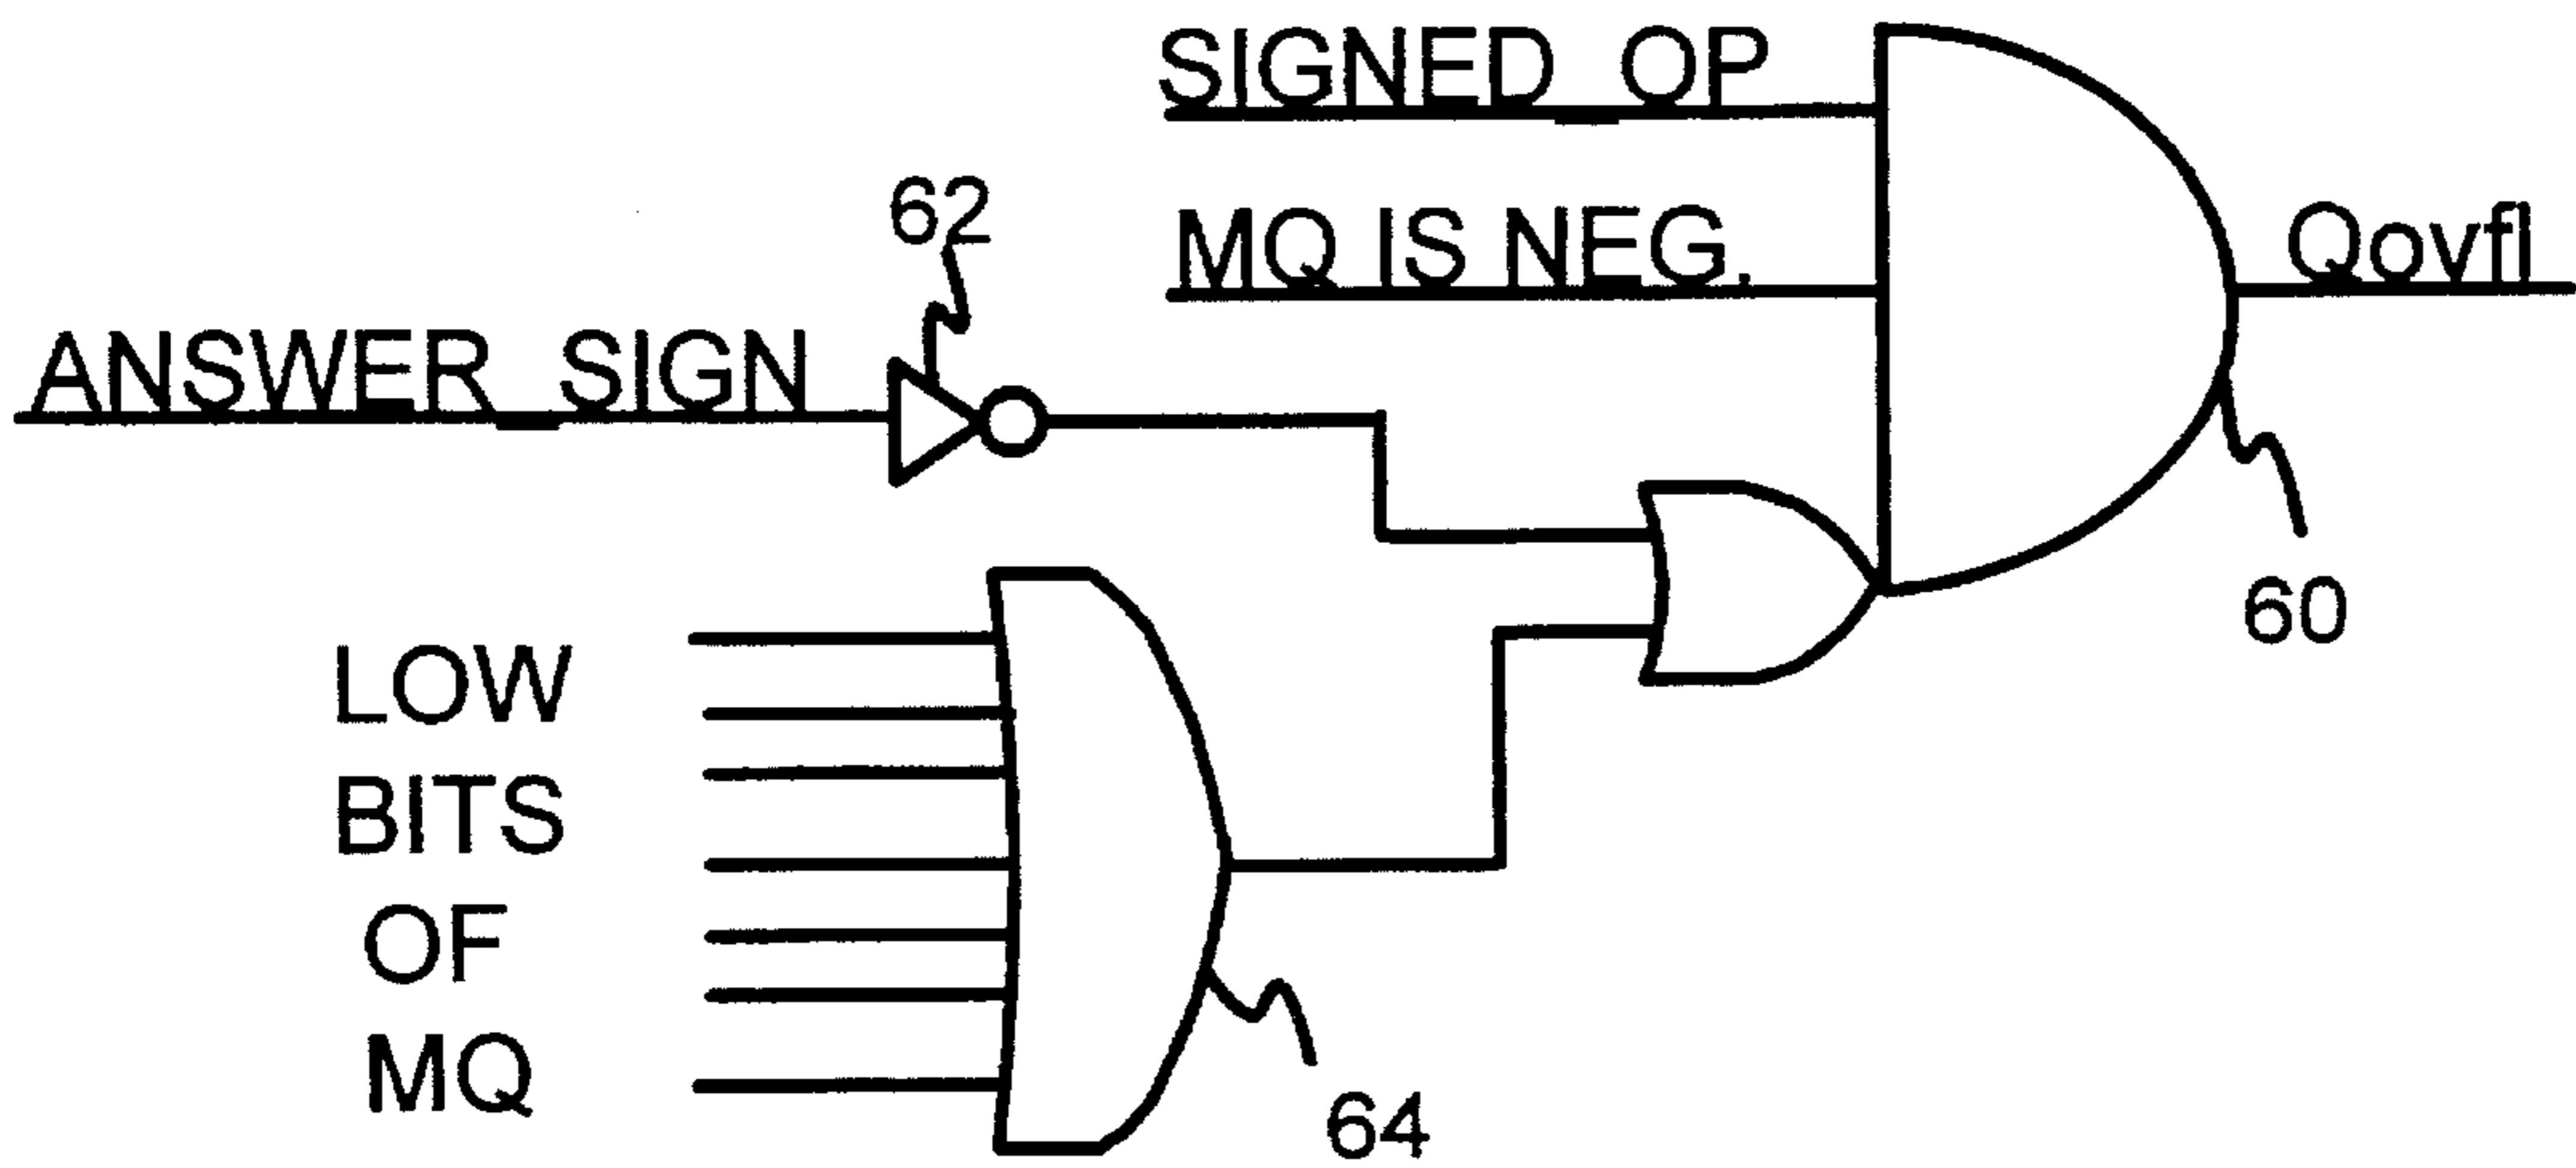 SIGNED_OP
62
MQ IS NEG.
Qovfl
ANSWER_SIGN
60
LOW
BITS
OF
MQ
64